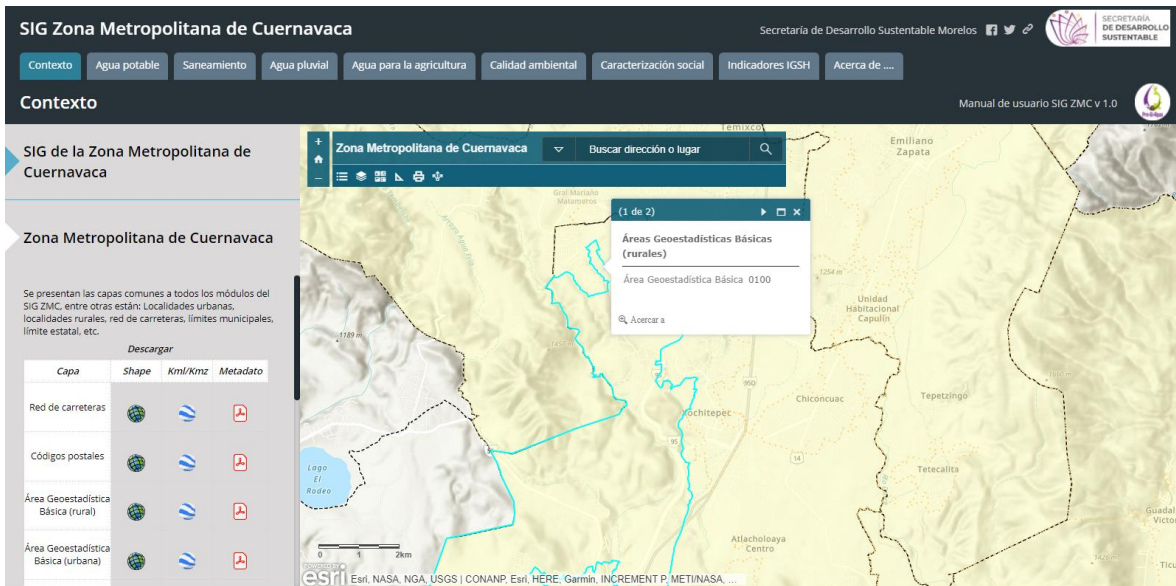 SIG Zona Metropolitana de Cuernavaca
Secretaría de Desarrollo Sustentable Morelos
SECRETARÍA
DE DESARROLLO
SUSTENTABLE
Contexto
Agua potable
Saneamiento
Agua pluvial
Agua para la agricultura
Calidad ambiental
Caracterización social
Indicadores IGSH
Acerca de ....
Contexto
Manual de usuario SIG ZMC v 1.0
SIG de la Zona Metropolitana de
Cuernavaca
Zona Metropolitana de Cuernavaca
Se presentan las capas comunes a todos los módulos del
SIG ZMC, entre otras están: Localidades urbanas,
localidades rurales, red de carreteras, límites municipales,
límite estatal, etc.
Descargar
Capa Shape Kml/Kmz Metadato
Red de carreteras
Códigos postales
Área Geoestadística
Básica (rural)
Área Geoestadística
Básica (urbana)
Zona Metropolitana de Cuernavaca
Buscar dirección o lugar
Temixco
Emiliano
Zapata
Gral Mariano
Matamoros
(1 de 2)
Áreas Geoestadísticas Básicas
(rurales)
Área Geoestadística Básica 0100
Acercar a
1254 m
Unidad
Habitacional
Capulín
1189 m
95D
Chiconcuac
Tepetzingo
Xochitepec
95
14
Tetecalita
Lago
El
Rodeo
Guadal
Victor
Atlacholoaya
Centro
0 1 2km
POWERED BY
esri
Esri, NASA, NGA, USGS | CONANP, Esri, HERE, Garmin, INCREMENT P, METI/NASA, ...